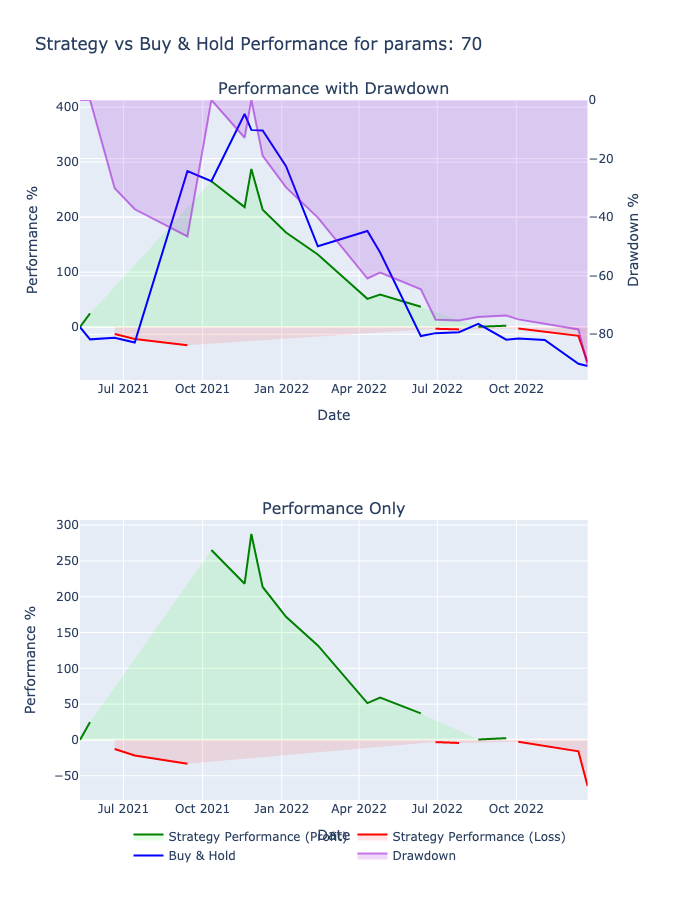 Strategy vs Buy & Hold Performance for params: 70
Performance with Drawdown
400
300
200
100
0
Performance %
0
−20
−40
−60
−80
Drawdown %
Jul 2021
Oct 2021
Jan 2022
Apr 2022
Jul 2022
Oct 2022
Date
Performance Only
300
250
200
150
100
50
0
−50
Performance %
Jul 2021
Oct 2021
Jan 2022
Apr 2022
Jul 2022
Oct 2022
Date
Strategy Performance (Profit)
Strategy Performance (Loss)
Buy & Hold
Drawdown